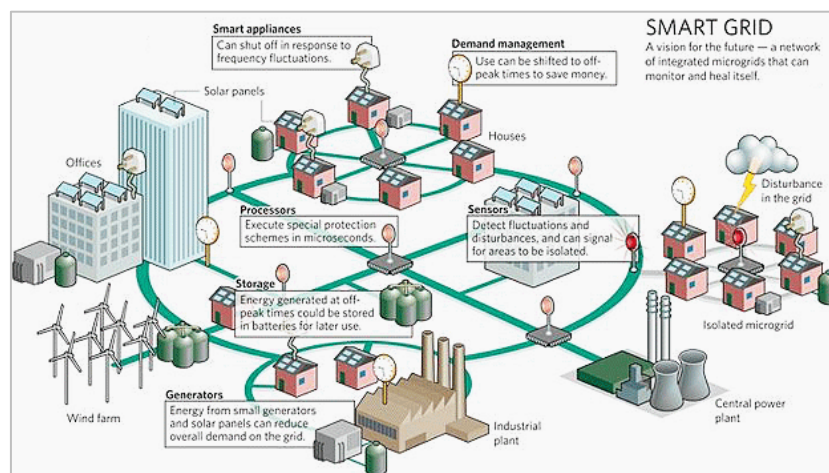 SMART GRID
A vision for the future — a network
of integrated microgrids that can
monitor and heal itself.
Smart appliances
Can shut off in response to
frequency fluctuations.
Demand management
Use can be shifted to off-
peak times to save money.
Solar panels
Houses
Offices
Disturbance
in the grid
Processors
Execute special protection
schemes in microseconds.
Sensors
Detect fluctuations and
disturbances, and can signal
for areas to be isolated.
Storage
Energy generated at off-
peak times could be stored
in batteries for later use.
Isolated microgrid
Wind farm
Generators
Energy from small generators
and solar panels can reduce
overall demand on the grid.
Industrial
plant
Central power
plant